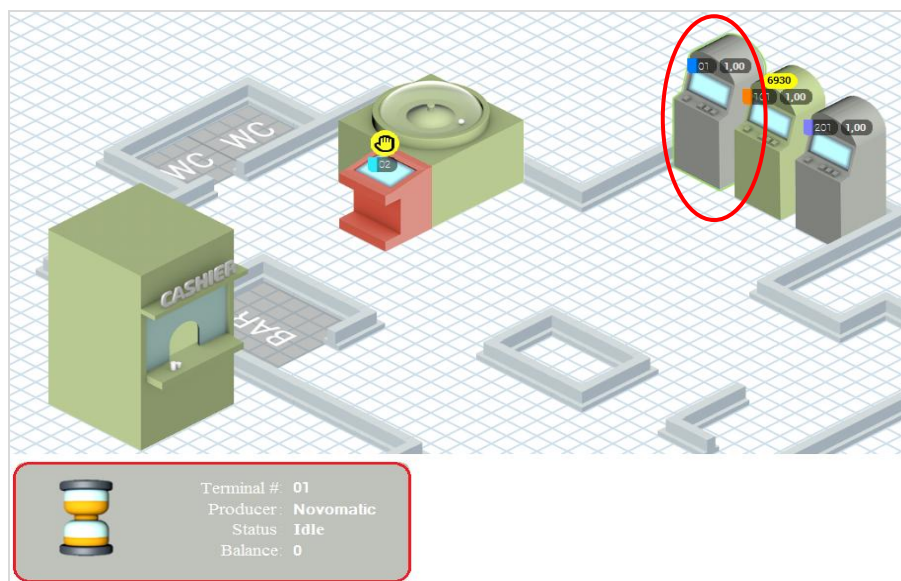 01 1,00
6930
101 1,00
201 1,00
WC WC
02
CASHIER
BAR
Terminal #: 01
Producer: Novomatic
Status Idle
Balance: 0